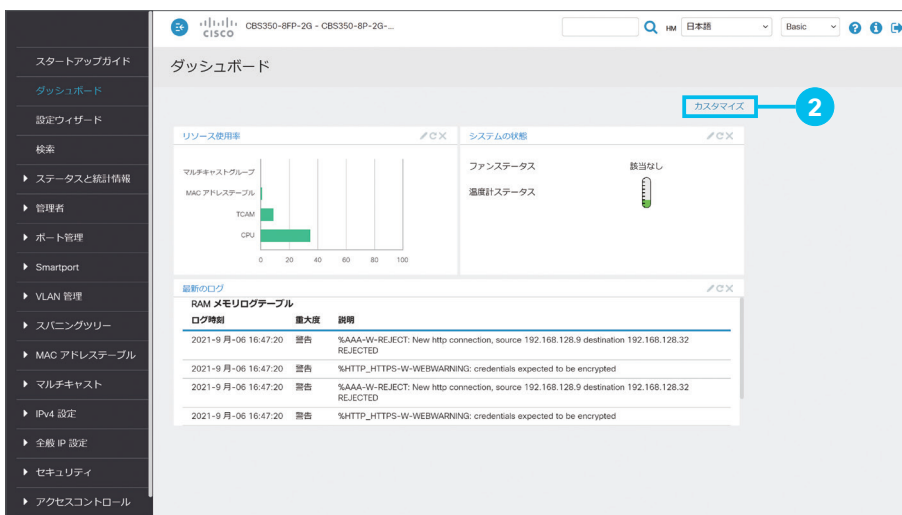 CISCO
CBS350-8FP-2G - CBS350-8P-2G-...
HM
日本語
Basic
スタートアップガイド
ダッシュボード
設定ウィザード
検索
ステータスと統計情報
管理者
ポート管理
Smartport
VLAN 管理
スパニングツリー
MAC アドレステーブル
マルチキャスト
IPv4 設定
全般 IP 設定
セキュリティ
アクセスコントロール
ダッシュボード
カスタマイズ
2
リソース使用率
マルチキャストグループ
MAC アドレステーブル
TCAM
CPU
0 20 40 60 80 100
システムの状態
ファンステータス 該当なし
温度計ステータス
最新のログ
RAM メモリログテーブル
ログ時刻 重大度 説明
2021-9 月-06 16:47:20 警告 %AAA-W-REJECT: New http connection, source 192.168.128.9 destination 192.168.128.32
REJECTED
2021-9 月-06 16:47:20 警告 %HTTP_HTTPS-W-WEBWARNING: credentials expected to be encrypted
2021-9 月-06 16:47:20 警告 %AAA-W-REJECT: New http connection, source 192.168.128.9 destination 192.168.128.32
REJECTED
2021-9 月-06 16:47:20 警告 %HTTP_HTTPS-W-WEBWARNING: credentials expected to be encrypted